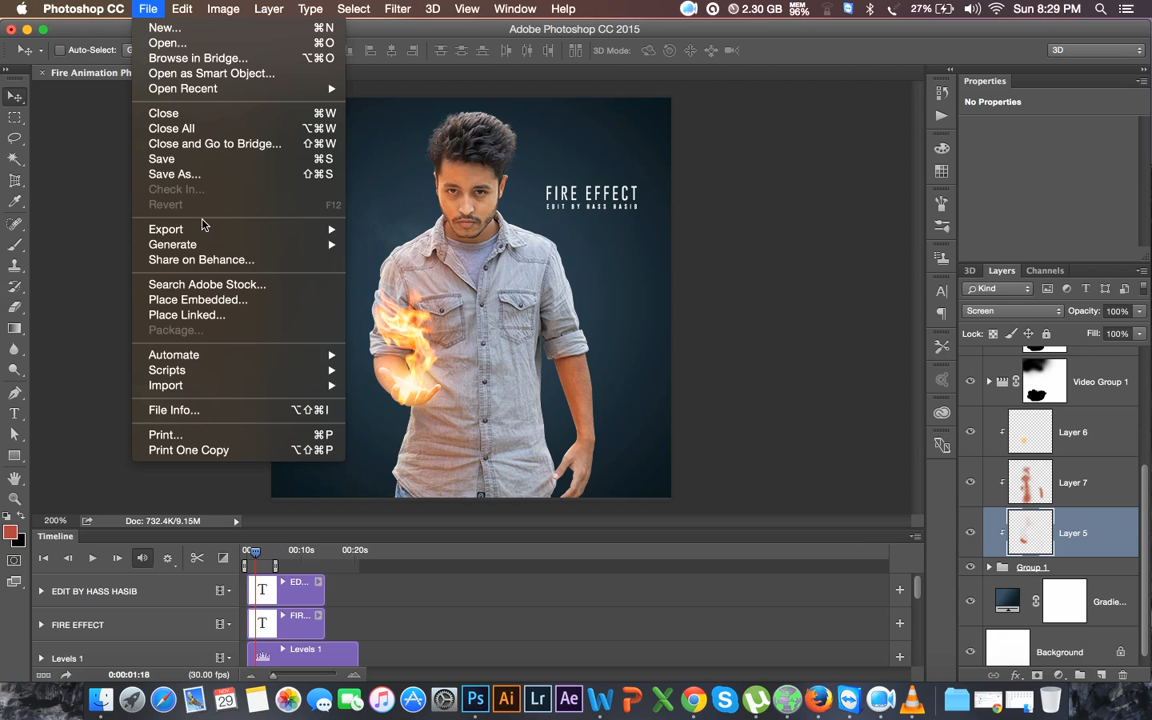 Photoshop CC File Edit Image Layer Type Select Filter 3D View Window Help 2.30 GB MEM 96% 27% Sun 8:29 PM
Adobe Photoshop CC 2015
Auto-Select: 3D Mode: 3D
Fire Animation Ph
New... ⌘N
Open... ⌘O
Browse in Bridge... ⌥⌘O
Open as Smart Object...
Open Recent
Close ⌘W
Close All ⌥⌘W
Close and Go to Bridge... ⇧⌘W
Save ⌘S
Save As... ⇧⌘S
Check In...
Revert F12
Export
Generate
Share on Behance...
Search Adobe Stock...
Place Embedded...
Place Linked...
Package...
Automate
Scripts
Import
File Info... ⌥⇧⌘I
Print... ⌘P
Print One Copy ⌥⇧⌘P
FIRE EFFECT
EDIT BY HASS HASIB
Properties
No Properties
3D Layers Channels
Kind
Screen Opacity: 100%
Lock: Fill: 100%
Video Group 1
Layer 6
Layer 7
Layer 5
Group 1
Gradie...
Background
200% Doc: 732.4K/9.15M
Timeline
00 10:00s 00:20s
EDIT BY HASS HASIB T ED...
FIRE EFFECT T FIR...
Levels 1 Levels 1
0:00:01:18 (30.00 fps)